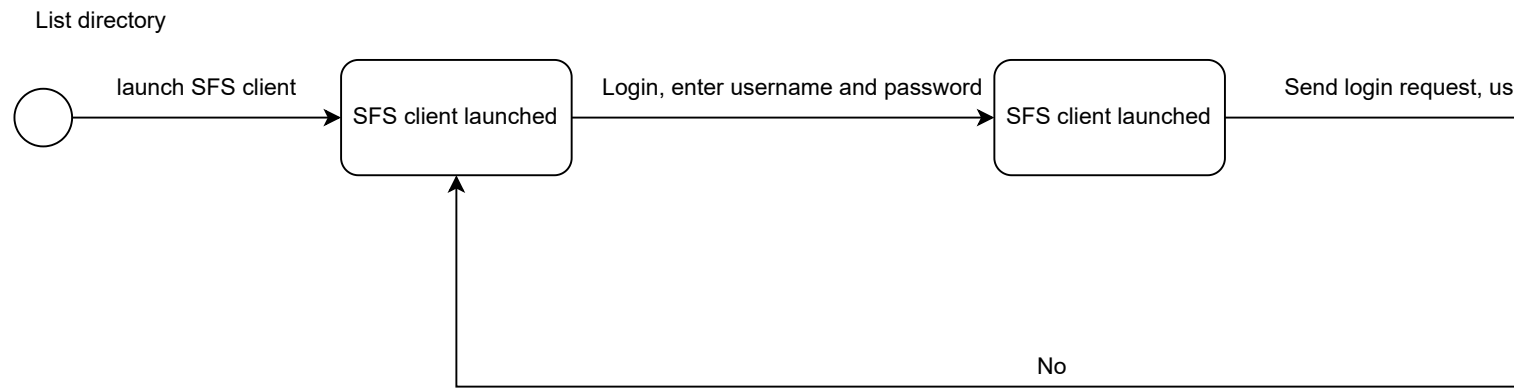 List directory
launch SFS client
SFS client launched
Login, enter username and password
SFS client launched
Send login request, us
No